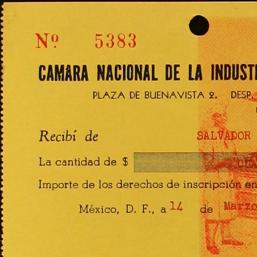 Nº 5383
CAMARA NACIONAL DE LA INDUST
PLAZA DE BUENAVISTA 2. DESP.
Recibí de SALVADOR
La cantidad de $
Importe de los derechos de inscripción en
México, D. F., a 14 de Marzo